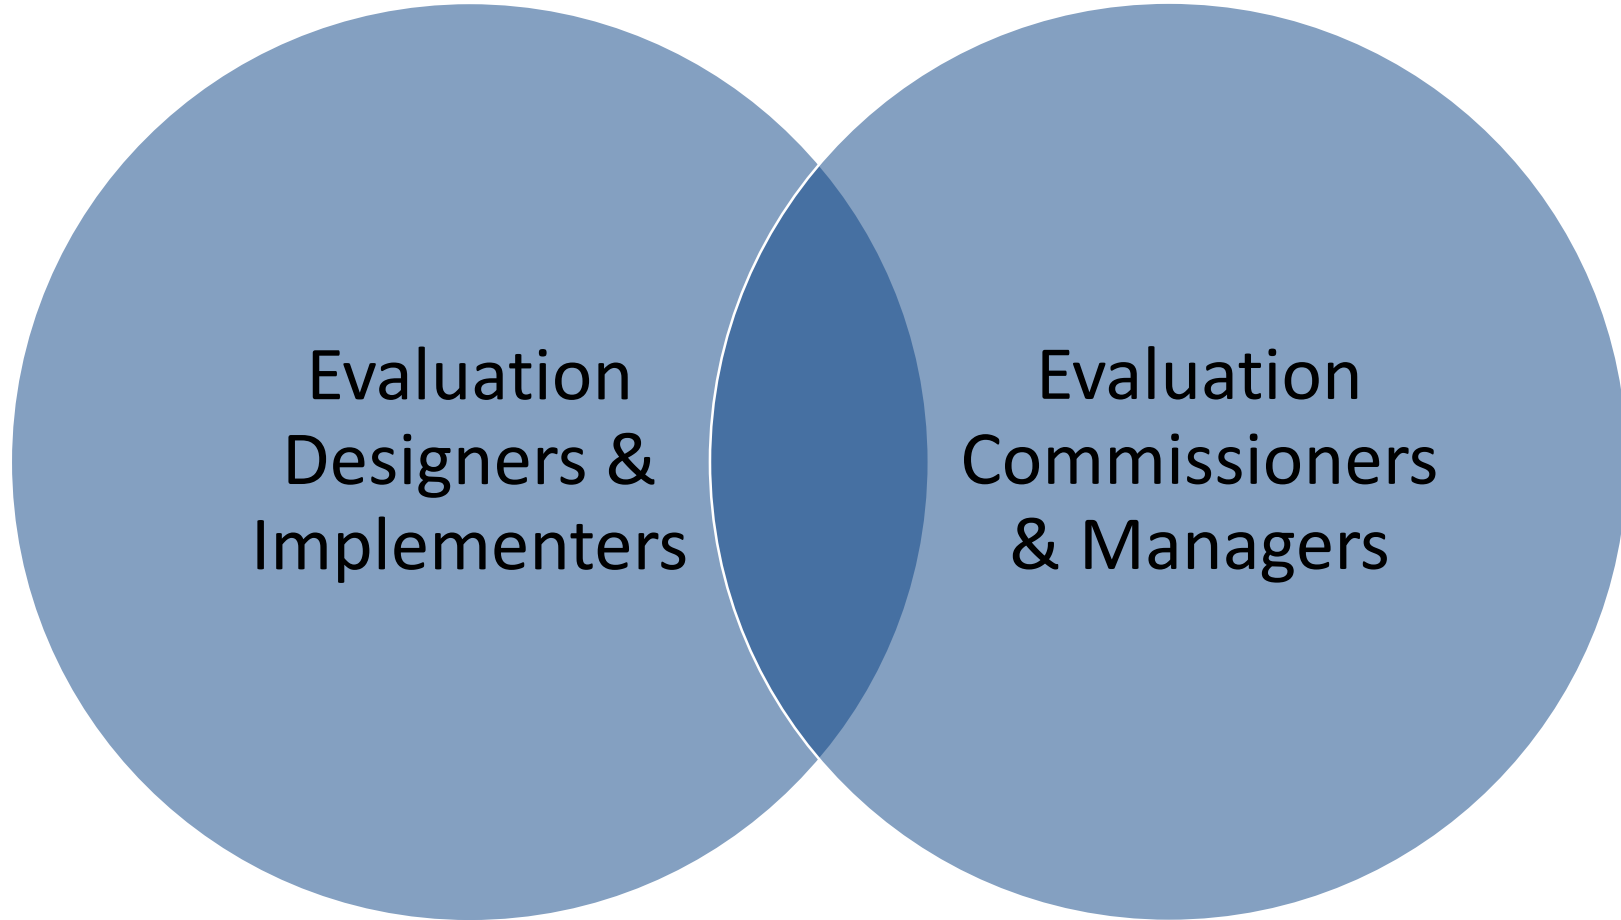 Evaluation
Designers &
Implementers
Evaluation
Commissioners
& Managers